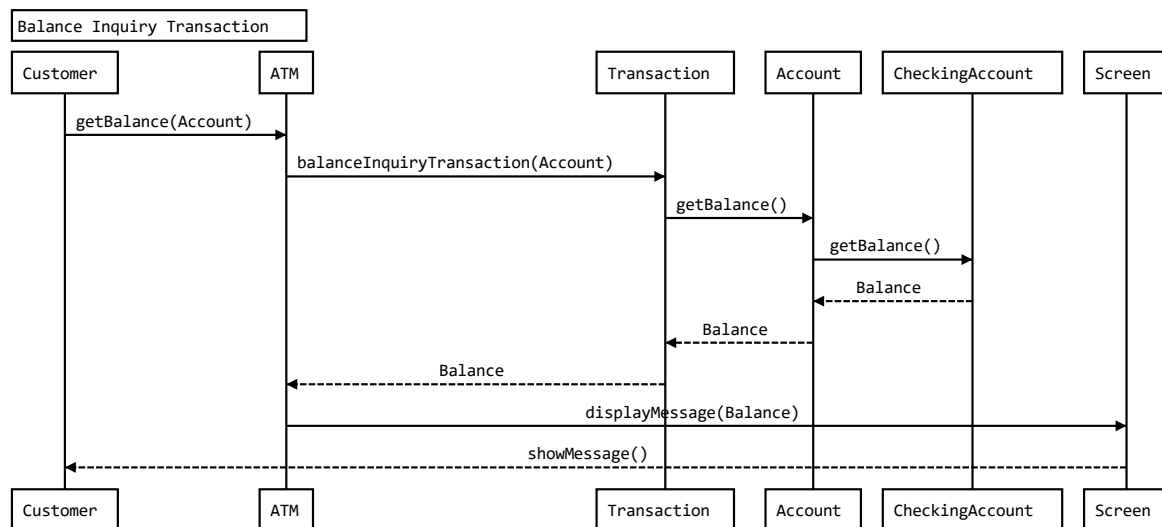 Balance Inquiry Transaction
Customer ATM Transaction Account CheckingAccount Screen
getBalance(Account)
balanceInquiryTransaction(Account)
getBalance()
getBalance()
Balance
Balance
Balance
displayMessage(Balance)
showMessage()
Customer ATM Transaction Account CheckingAccount Screen